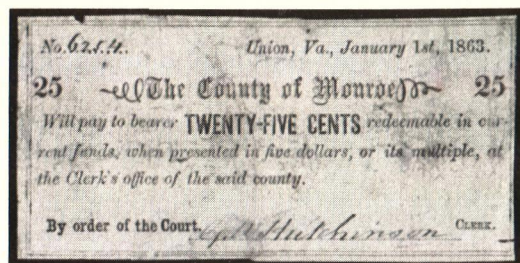 No. 6254. Union, Va., January 1st, 1863.
25 The County of Monroe 25
Will pay to bearer TWENTY-FIVE CENTS redeemable in cur-
rent funds, when presented in five dollars, or its multiple, at
the Clerk's office of the said county.
By order of the Court. Hutchinson CLERK.